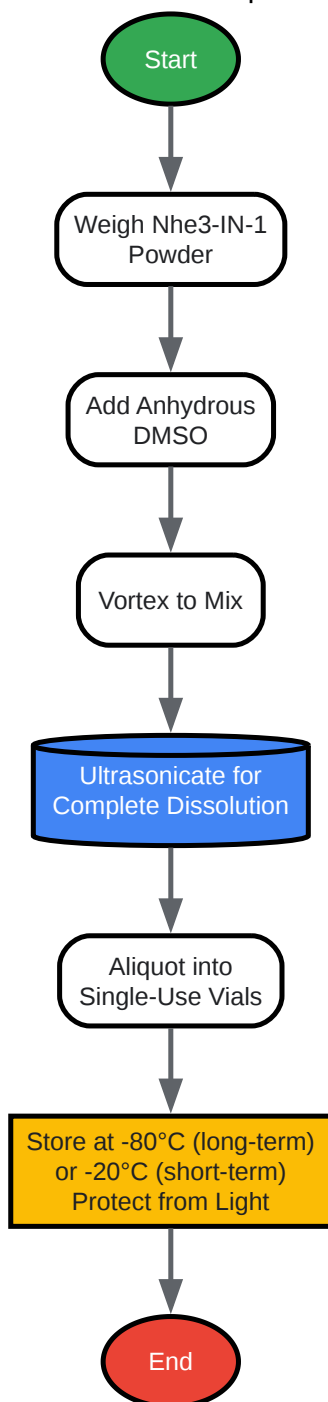 Start
Weigh Nhe3-IN-1
Powder
Add Anhydrous
DMSO
Vortex to Mix
Ultrasonicate for
Complete Dissolution
Aliquot into
Single-Use Vials
Store at -80°C (long-term)
or -20°C (short-term)
Protect from Light
End